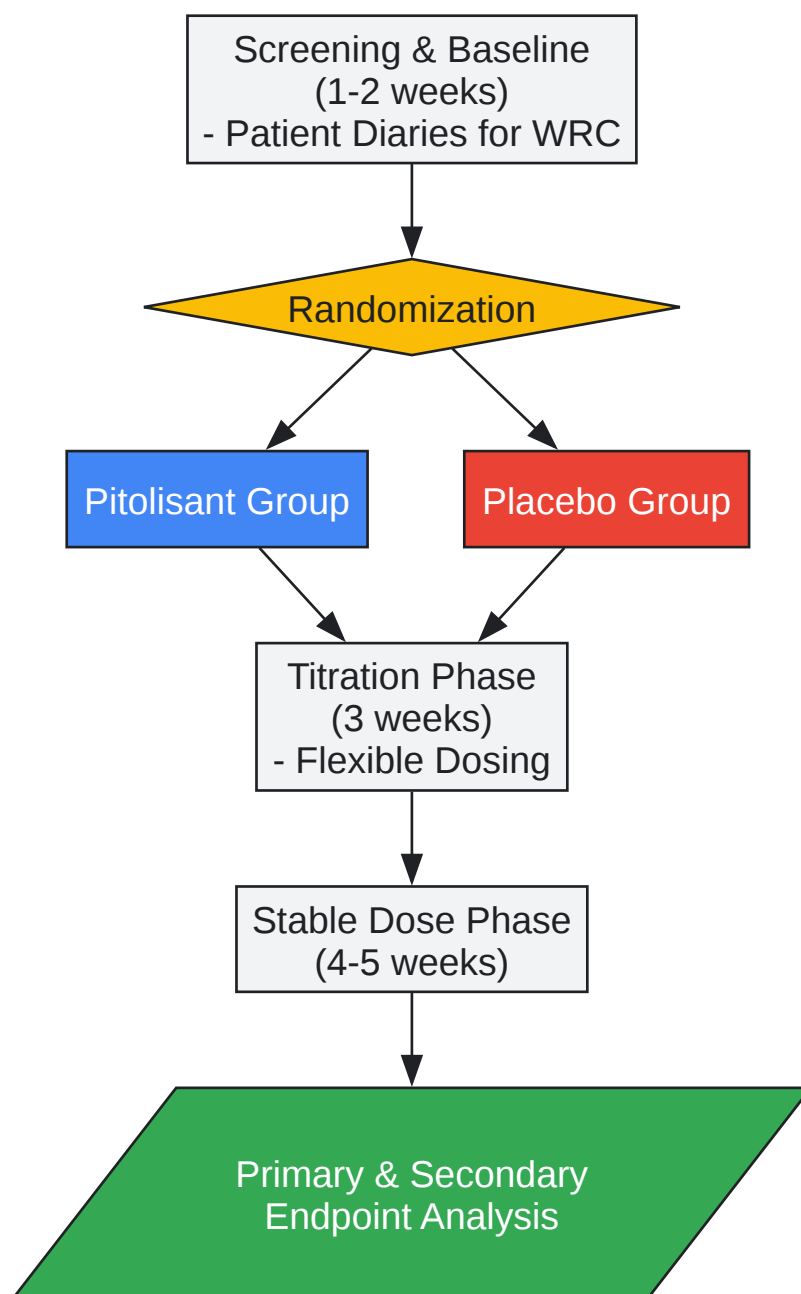 Screening & Baseline
(1-2 weeks)
- Patient Diaries for WRC
Randomization
Pitolisant Group
Placebo Group
Titration Phase
(3 weeks)
- Flexible Dosing
Stable Dose Phase
(4-5 weeks)
Primary & Secondary
Endpoint Analysis